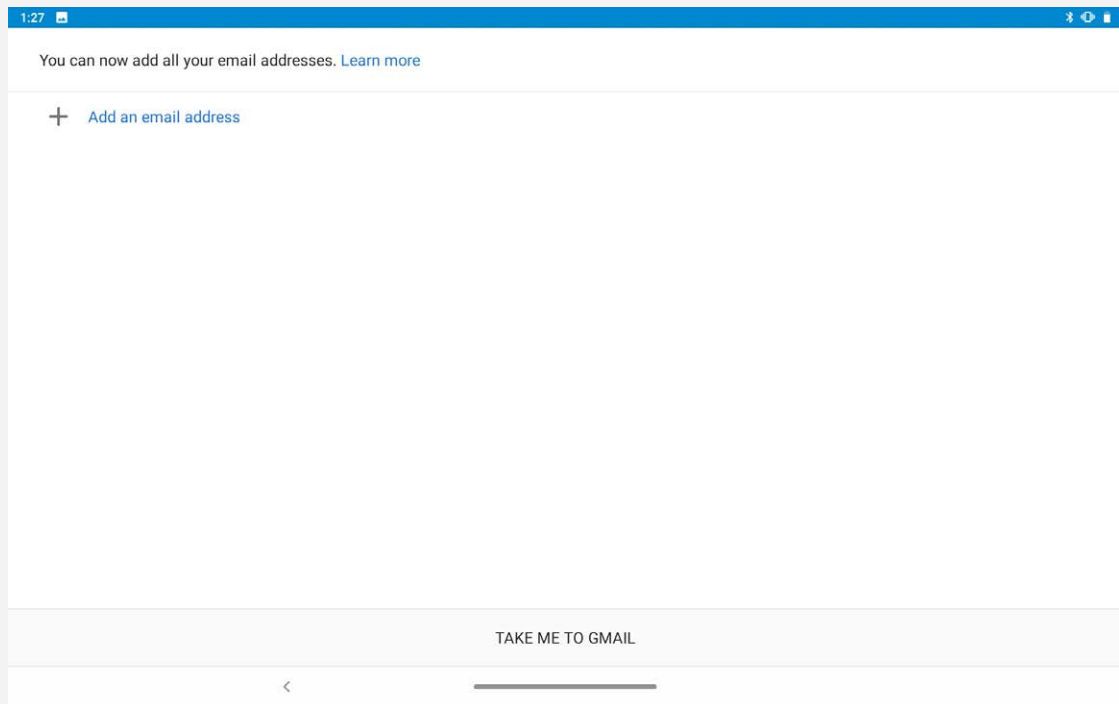 1:27
You can now add all your email addresses. Learn more
Add an email address
TAKE ME TO GMAIL